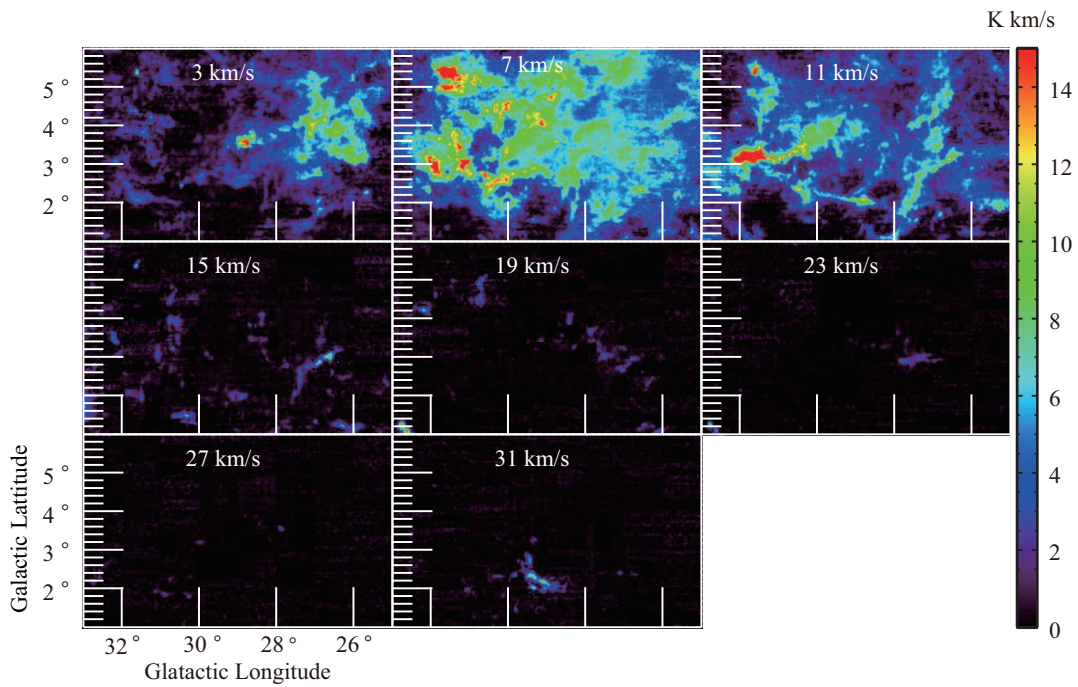 K km/s
3 km/s
7 km/s
11 km/s
5 °
4 °
3 °
2 °
14
12
10
8
6
4
2
0
15 km/s
19 km/s
23 km/s
27 km/s
31 km/s
5 °
4 °
3 °
2 °
Galactic Lattitude
32 °
30 °
28 °
26 °
Glatactic Longitude